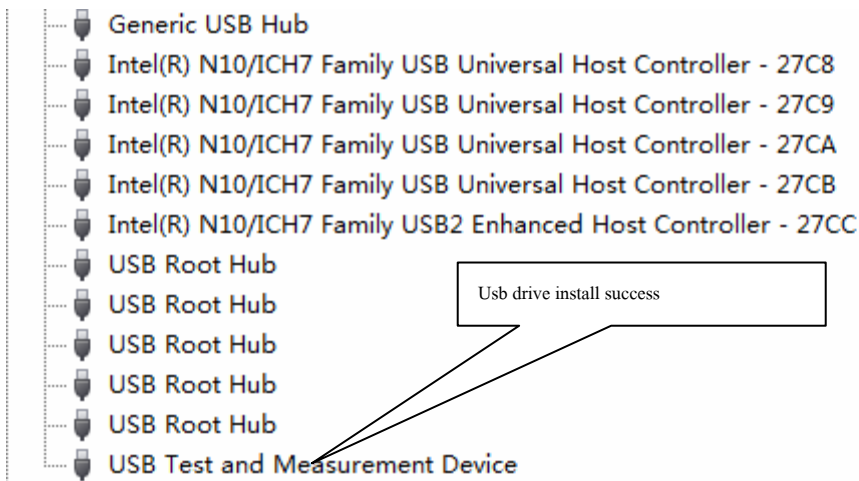 Generic USB Hub
Intel(R) N10/ICH7 Family USB Universal Host Controller - 27C8
Intel(R) N10/ICH7 Family USB Universal Host Controller - 27C9
Intel(R) N10/ICH7 Family USB Universal Host Controller - 27CA
Intel(R) N10/ICH7 Family USB Universal Host Controller - 27CB
Intel(R) N10/ICH7 Family USB2 Enhanced Host Controller - 27CC
USB Root Hub
Usb drive install success
USB Root Hub
USB Root Hub
USB Root Hub
USB Root Hub
USB Test and Measurement Device